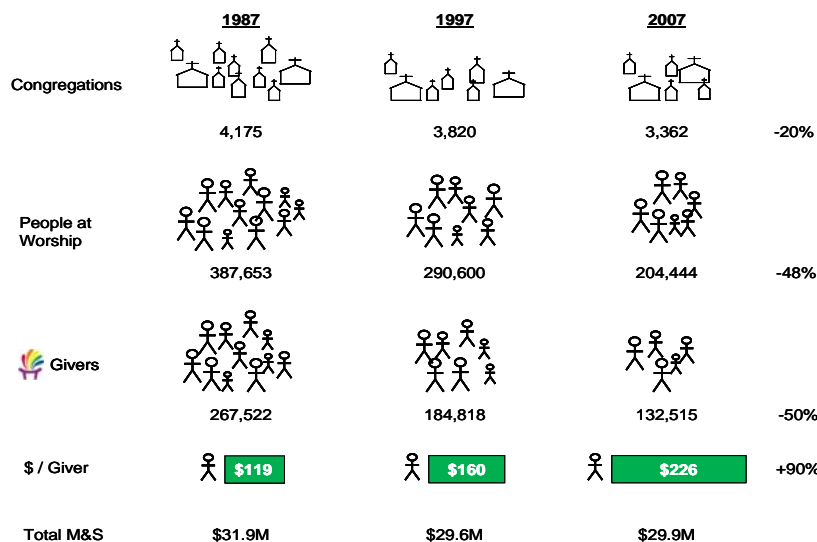 1987 1997 2007
Congregations
4,175 3,820 3,362 -20%
People at
Worship
387,653 290,600 204,444 -48%
Givers
267,522 184,818 132,515 -50%
$ / Giver $119 $160 $226 +90%
Total M&S $31.9M $29.6M $29.9M